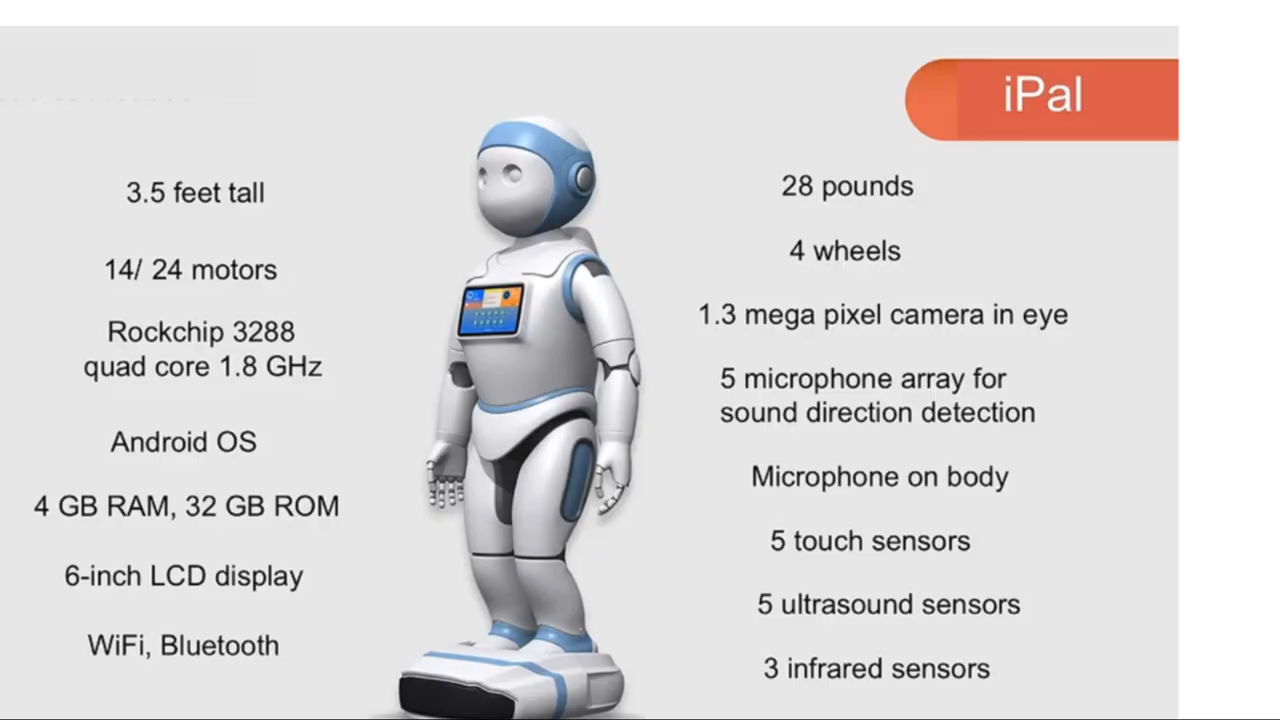 iPal
3.5 feet tall
14/ 24 motors
Rockchip 3288
quad core 1.8 GHz
Android OS
4 GB RAM, 32 GB ROM
6-inch LCD display
WiFi, Bluetooth
28 pounds
4 wheels
1.3 mega pixel camera in eye
5 microphone array for
sound direction detection
Microphone on body
5 touch sensors
5 ultrasound sensors
3 infrared sensors